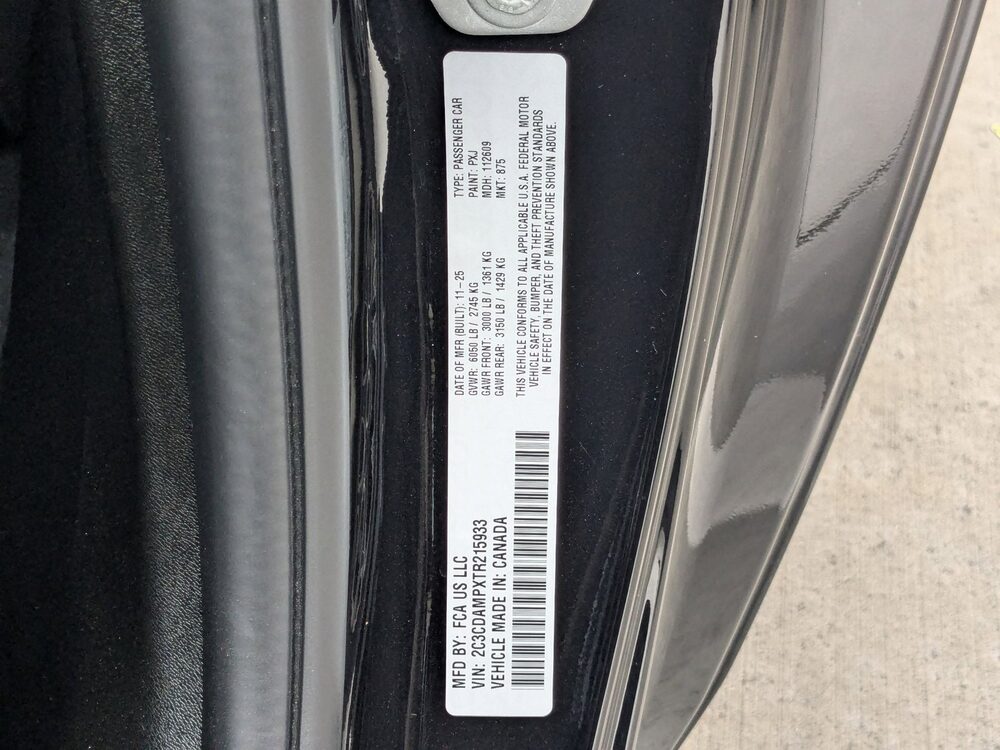 MFD BY: FCA US LLC
VIN: 2C3CDAMPXTR215933
VEHICLE MADE IN: CANADA
DATE OF MFR (BUILT): 11-25
GVWR: 6050 LB / 2745 KG
GAWR FRONT: 3000 LB / 1361 KG
GAWR REAR: 3150 LB / 1429 KG
TYPE: PASSENGER CAR
PAINT: PXJ
MDH: 112609
MKT: 875
THIS VEHICLE CONFORMS TO ALL APPLICABLE U.S.A. FEDERAL MOTOR
VEHICLE SAFETY, BUMPER, AND THEFT PREVENTION STANDARDS
IN EFFECT ON THE DATE OF MANUFACTURE SHOWN ABOVE.